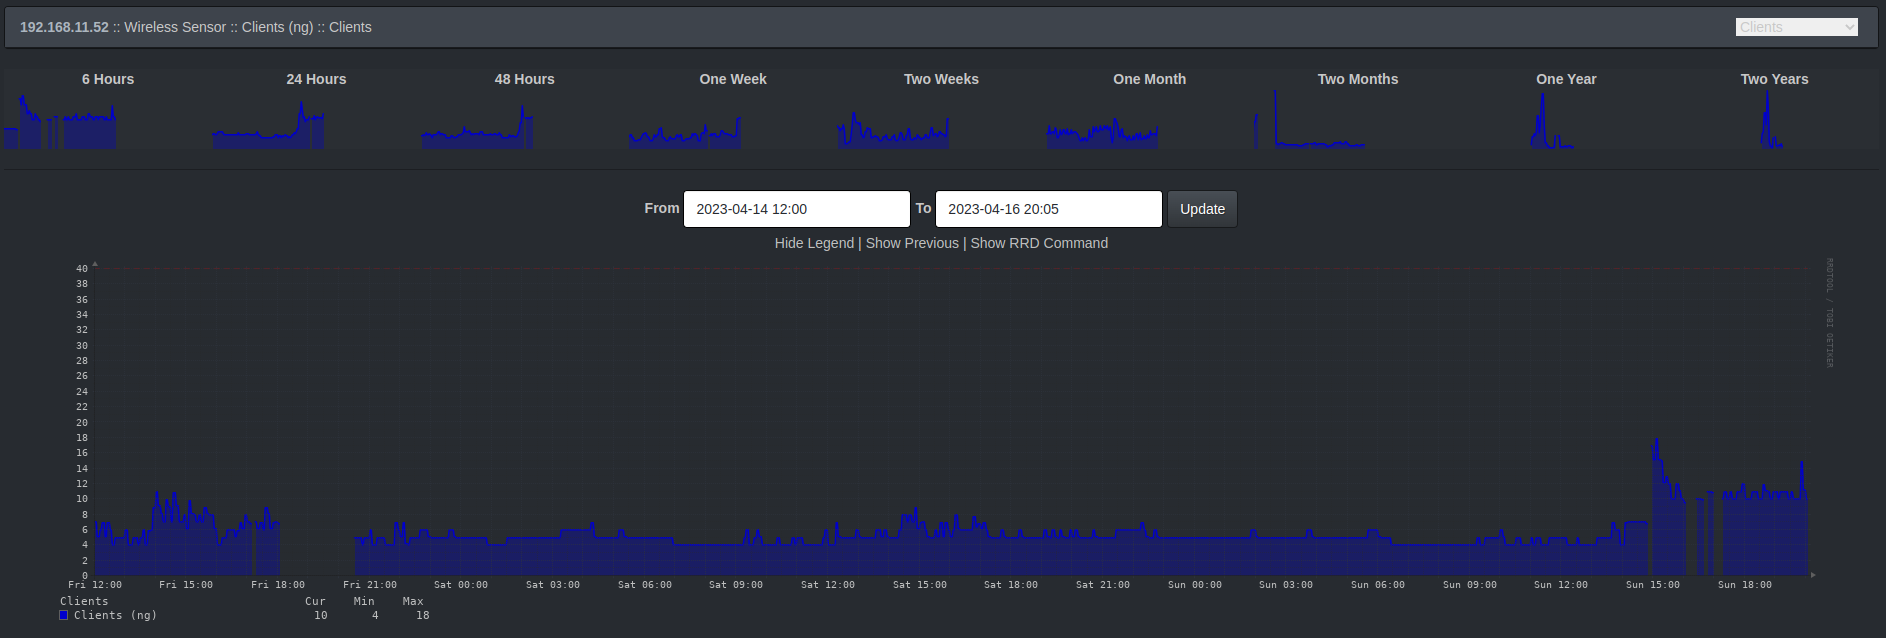 192.168.11.52 :: Wireless Sensor :: Clients (ng) :: Clients
Clients
6 Hours 24 Hours 48 Hours One Week Two Weeks One Month Two Months One Year Two Years
From 2023-04-14 12:00 To 2023-04-16 20:05 Update
Hide Legend | Show Previous | Show RRD Command
RRDTOOL / TOBI OETIKER
40
38
36
34
32
30
28
26
24
22
20
18
16
14
12
10
8
6
4
2
0
Fri 12:00 Fri 15:00 Fri 18:00 Fri 21:00 Sat 00:00 Sat 03:00 Sat 06:00 Sat 09:00 Sat 12:00 Sat 15:00 Sat 18:00 Sat 21:00 Sun 00:00 Sun 03:00 Sun 06:00 Sun 09:00 Sun 12:00 Sun 15:00 Sun 18:00
Clients Cur Min Max
Clients (ng) 10 4 18